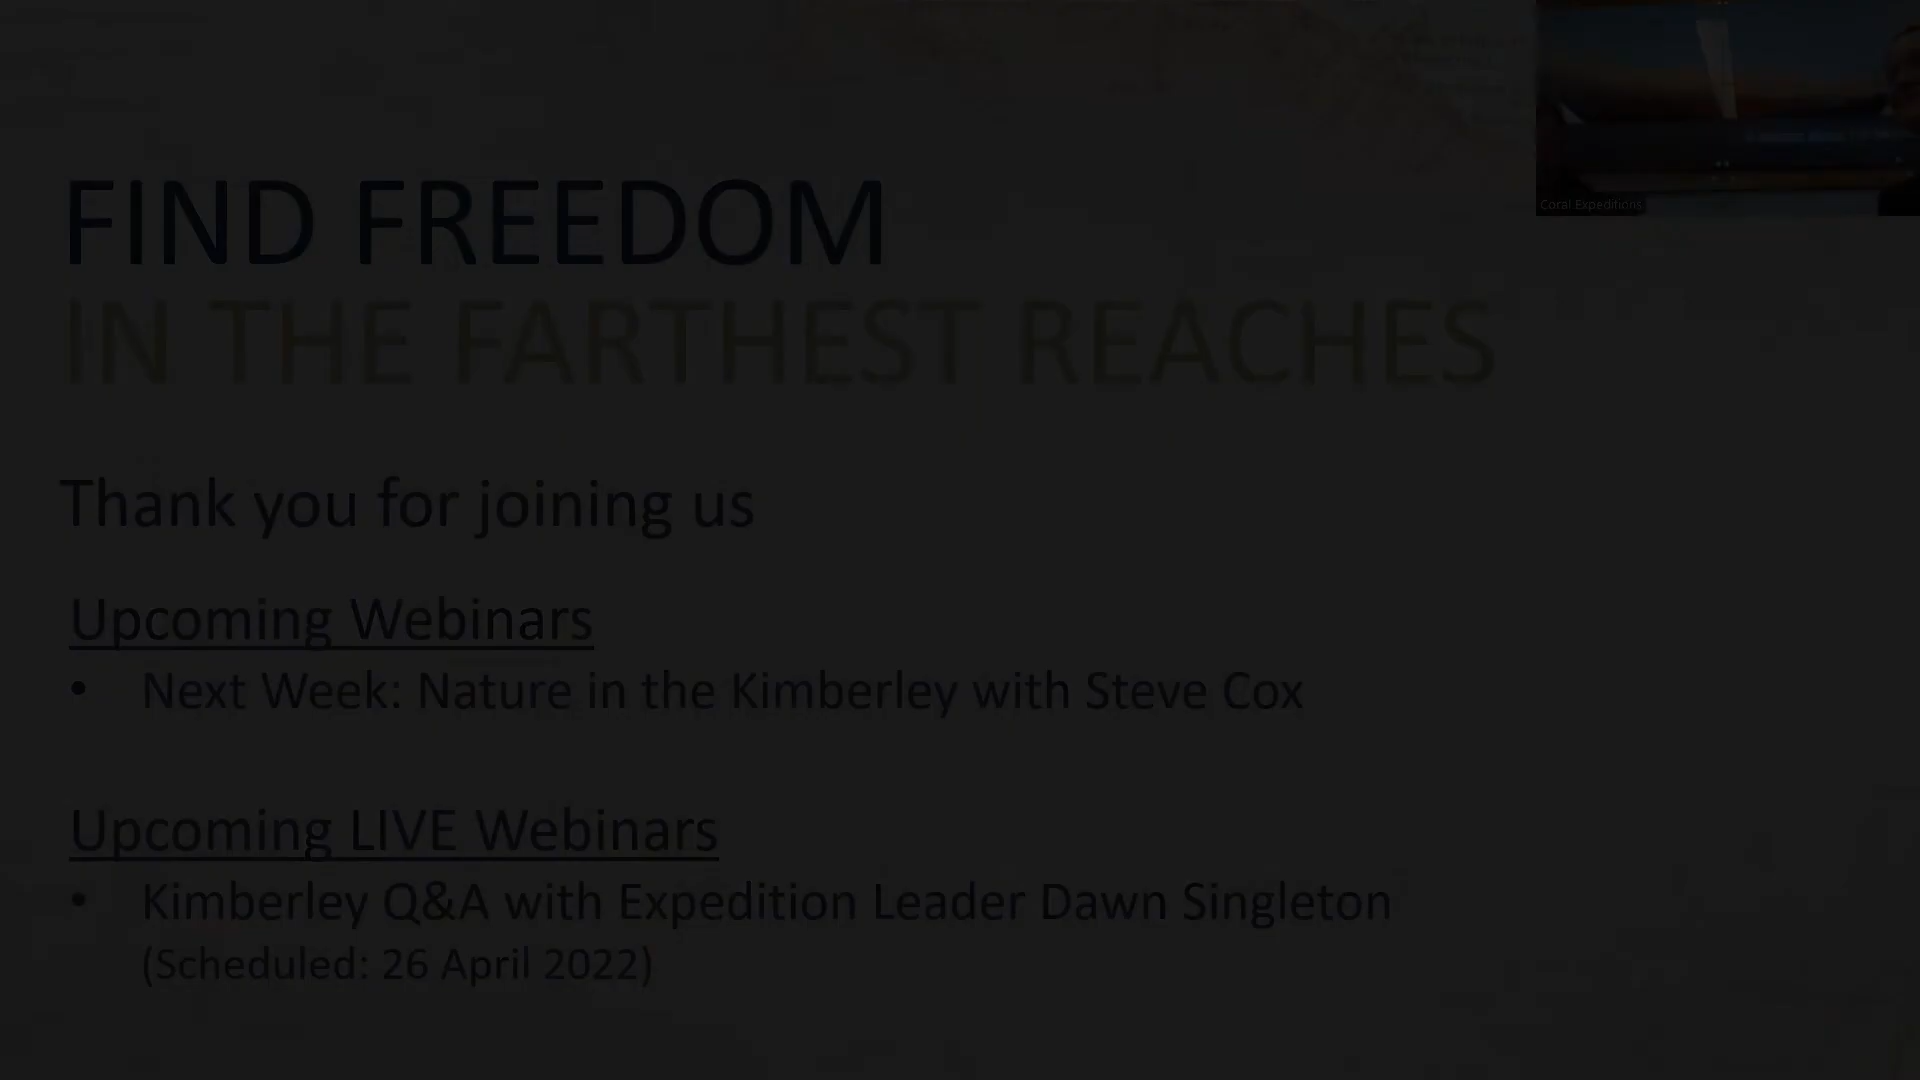 FIND FREEDOM
IN THE FARTHEST REACHES
Thank you for joining us
Upcoming Webinars
• Next Week: Nature in the Kimberley with Steve Cox
Upcoming LIVE Webinars
• Kimberley Q&A with Expedition Leader Dawn Singleton
(Scheduled: 26 April 2022)
Coral Expeditions